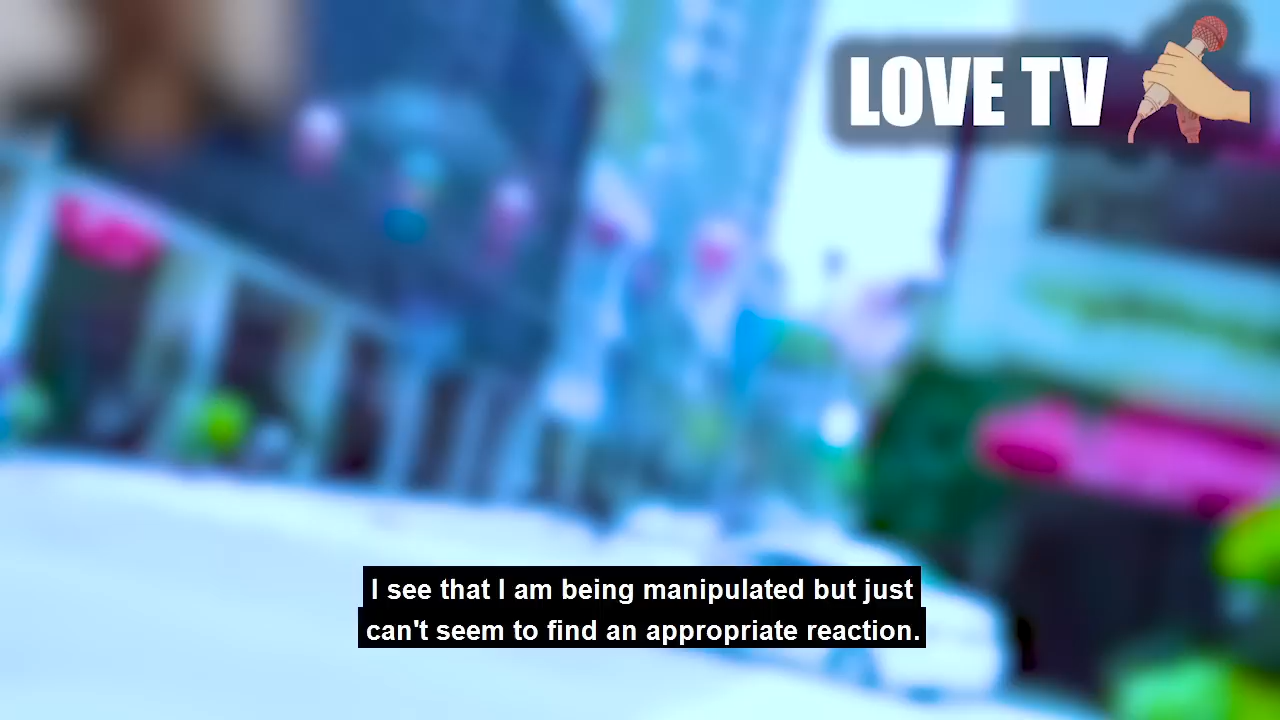 LOVE TV
I see that I am being manipulated but just
can't seem to find an appropriate reaction.